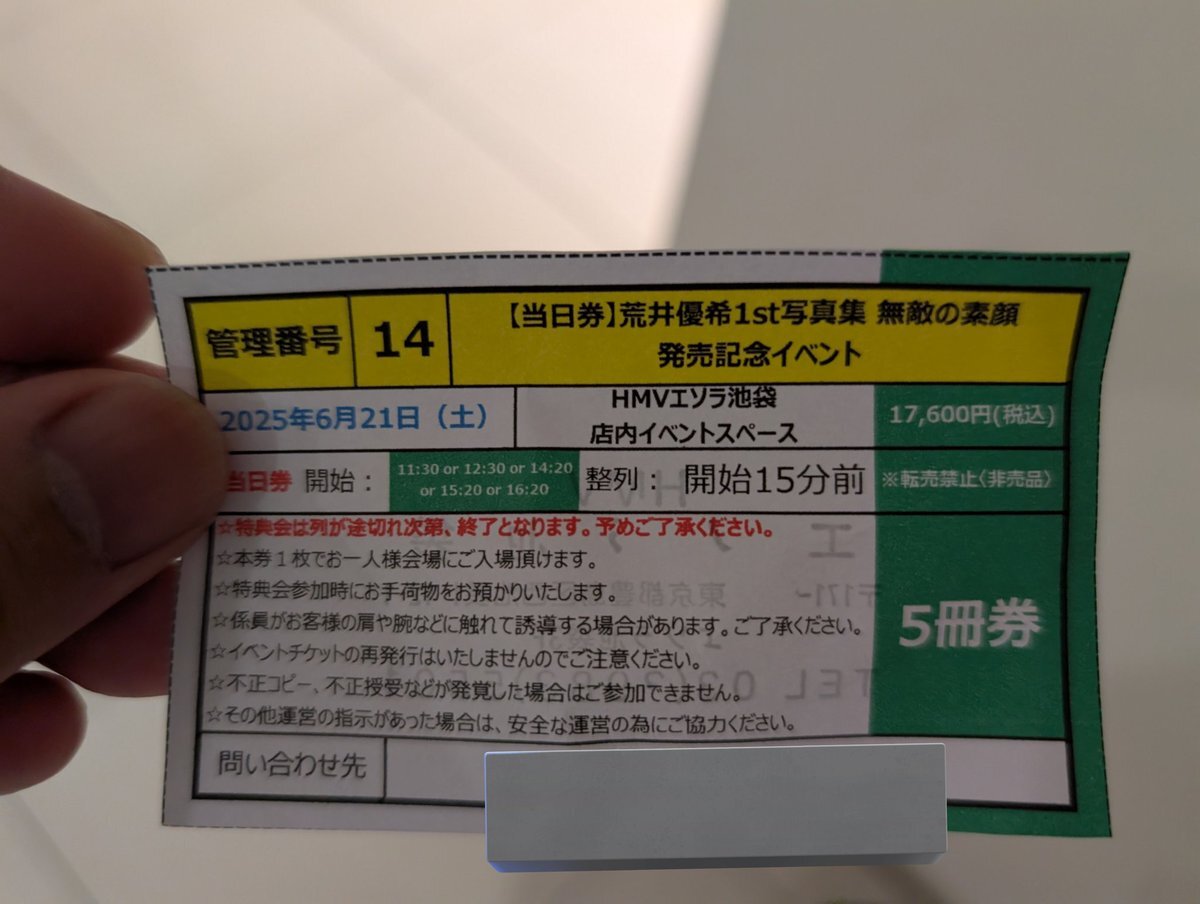 管理番号 14 【当日券】荒井優希1st写真集 無敵の素顔
発売記念イベント
2025年6月21日(土)
HMVエソラ池袋
店内イベントスペース
17,600円(税込)
当日券 開始:
11:30 or 12:30 or 14:20
or 15:20 or 16:20
整列: 開始15分前
※転売禁止〈非売品〉
☆特典会は列が途切れ次第、終了となります。予めご了承ください。
☆本券1枚でお一人様会場にご入場頂けます。
☆特典会参加時にお手荷物をお預かりいたします。
☆係員がお客様の肩や腕などに触れて誘導する場合があります。ご了承ください。
☆イベントチケットの再発行はいたしませんのでご注意ください。
☆不正コピー、不正授受などが発覚した場合はご参加できません。
☆その他運営の指示があった場合は、安全な運営の為にご協力ください。
5冊券
問い合わせ先